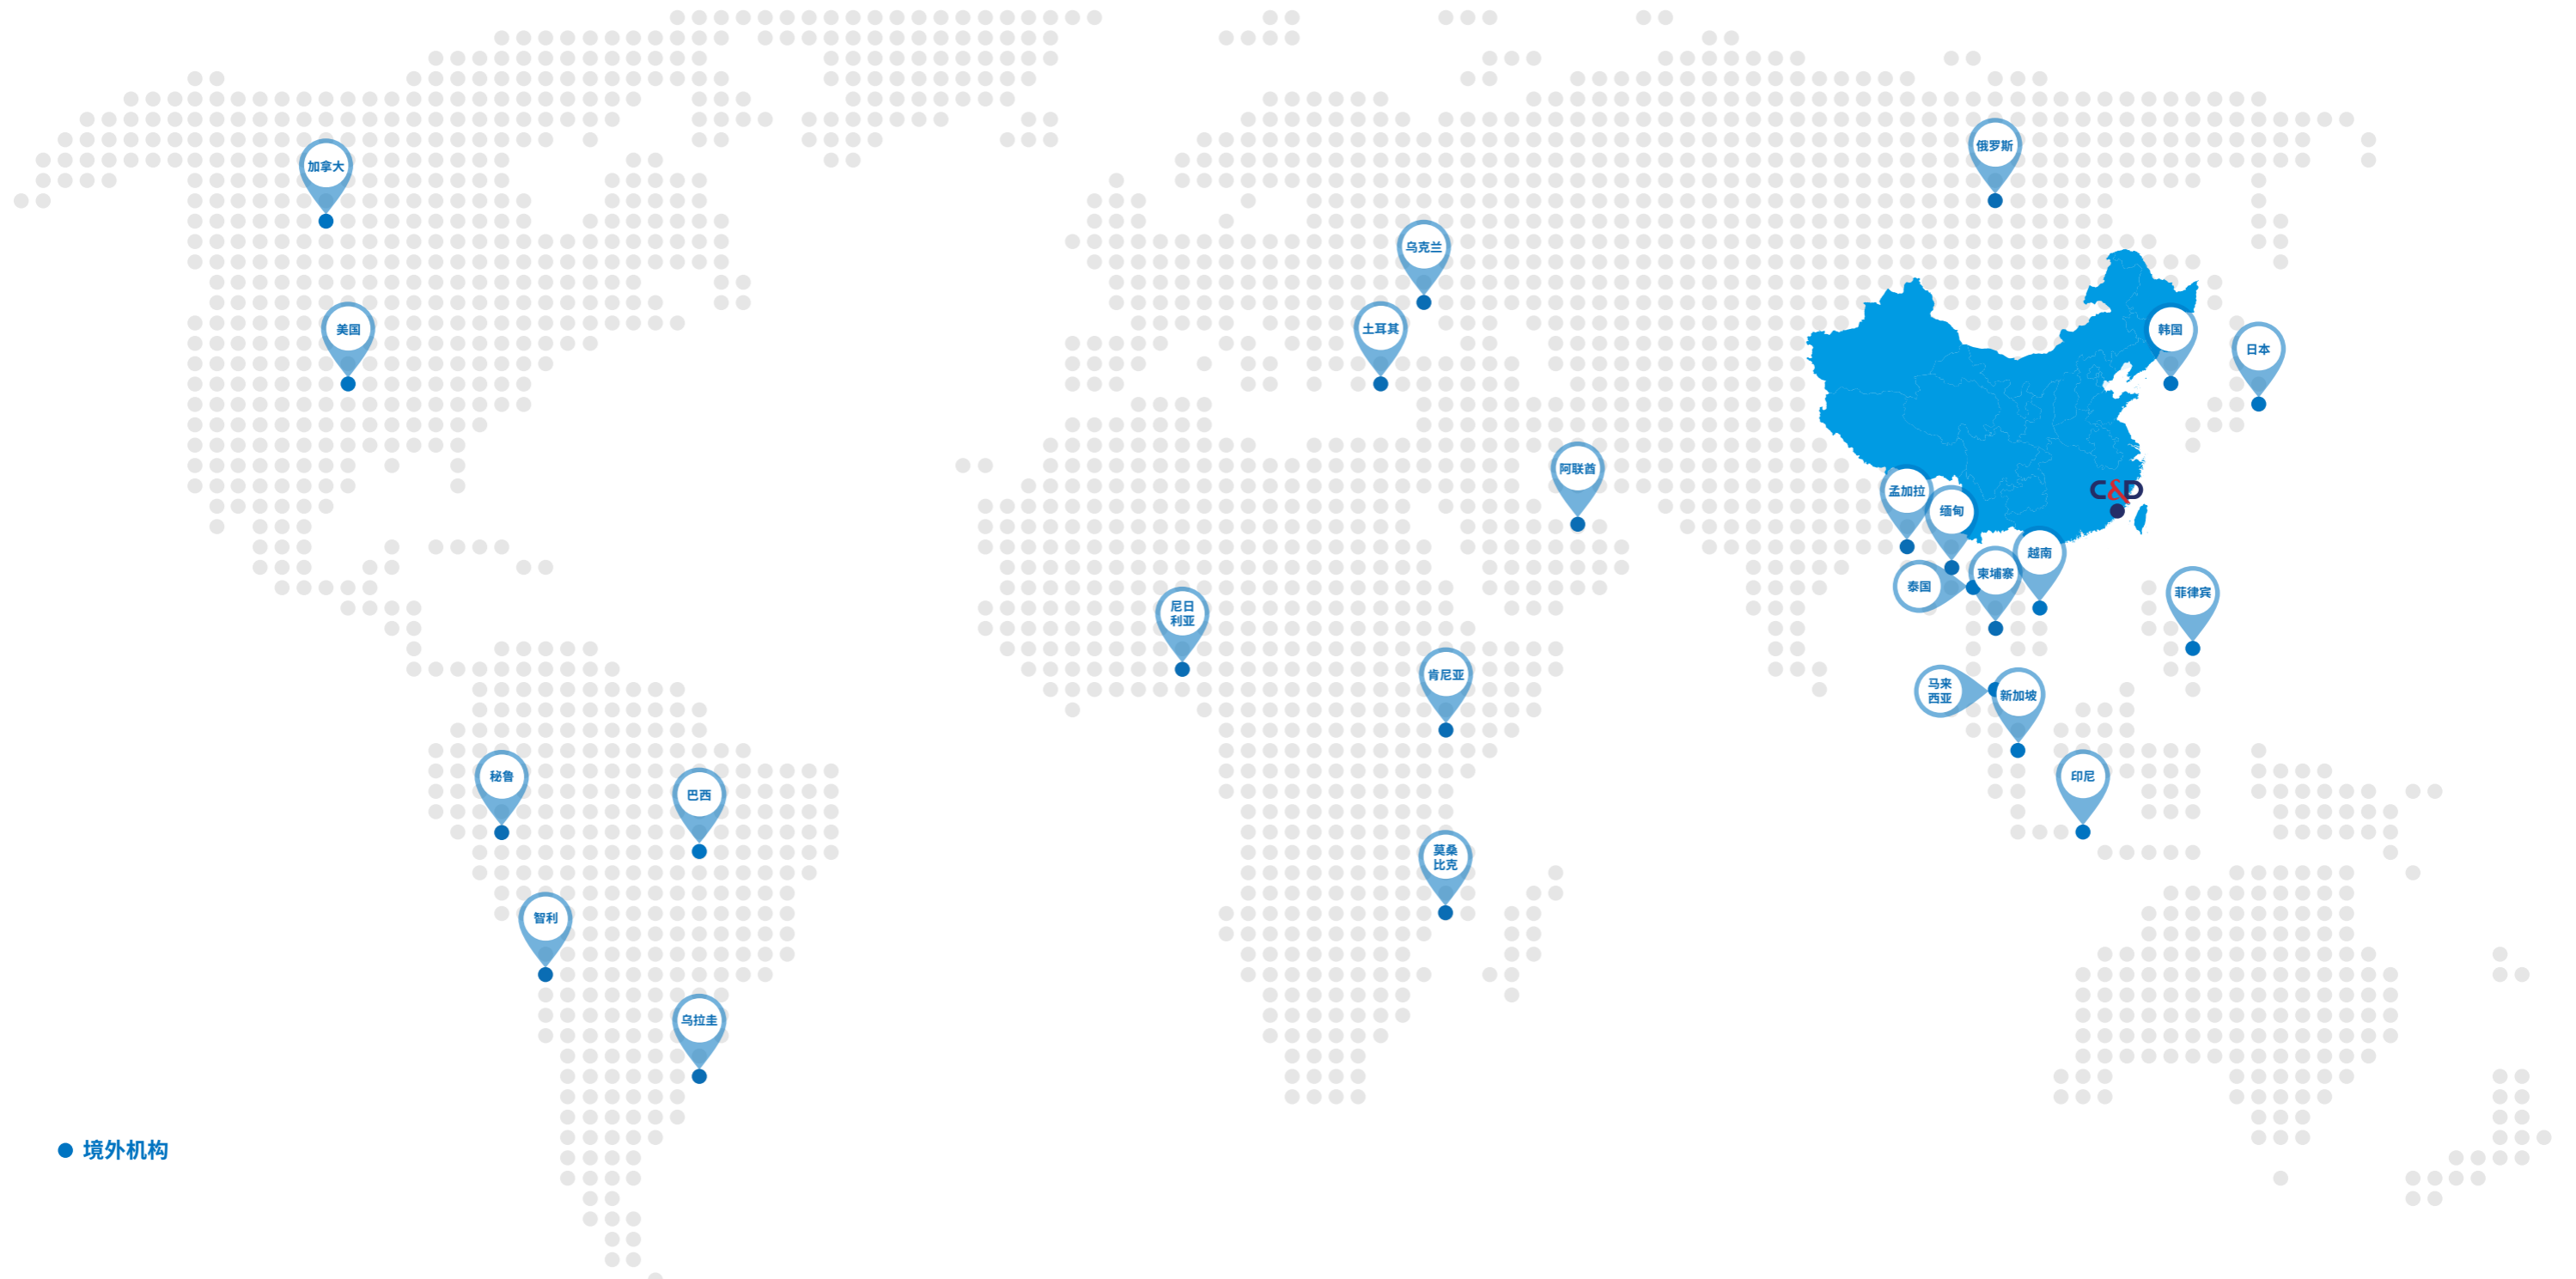 加拿大
俄罗斯
乌克兰
美国
土耳其
韩国
日本
阿联酋
孟加拉
C&D
缅甸
越南
柬埔寨
泰国
菲律宾
尼日
利亚
肯尼亚
马来
西亚
新加坡
秘鲁
巴西
印尼
莫桑
比克
智利
乌拉圭
境外机构